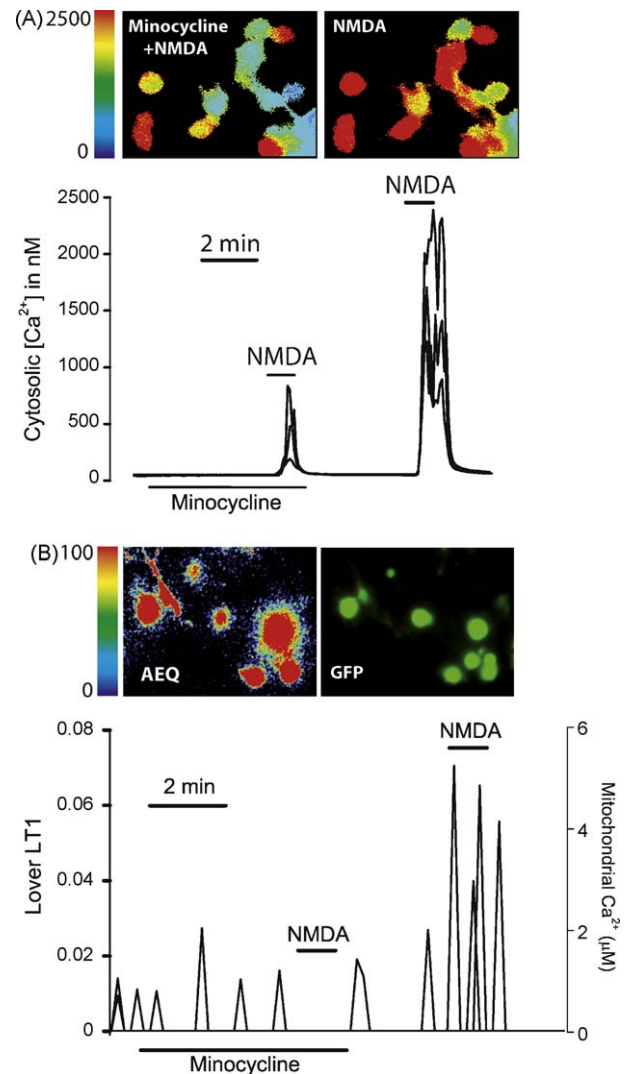 (A) 2500
0
Minocycline
+NMDA
NMDA
NMDA
2 min
NMDA
Cytosolic [Ca²⁺] in nM
2500
2000
1500
1000
500
0
Minocycline
(B) 100
0
AEQ
GFP
NMDA
2 min
NMDA
Lover LT1
0.08
0.06
0.04
0.02
0
6
4
2
0
Mitochondrial Ca²⁺
(µM)
Minocycline